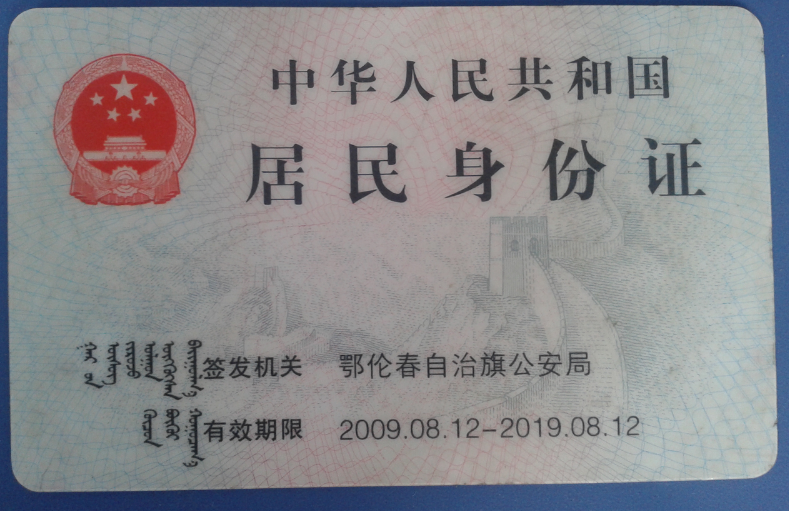 中华人民共和国
居民身份证
签发机关 鄂伦春自治旗公安局
有效期限 2009.08.12-2019.08.12